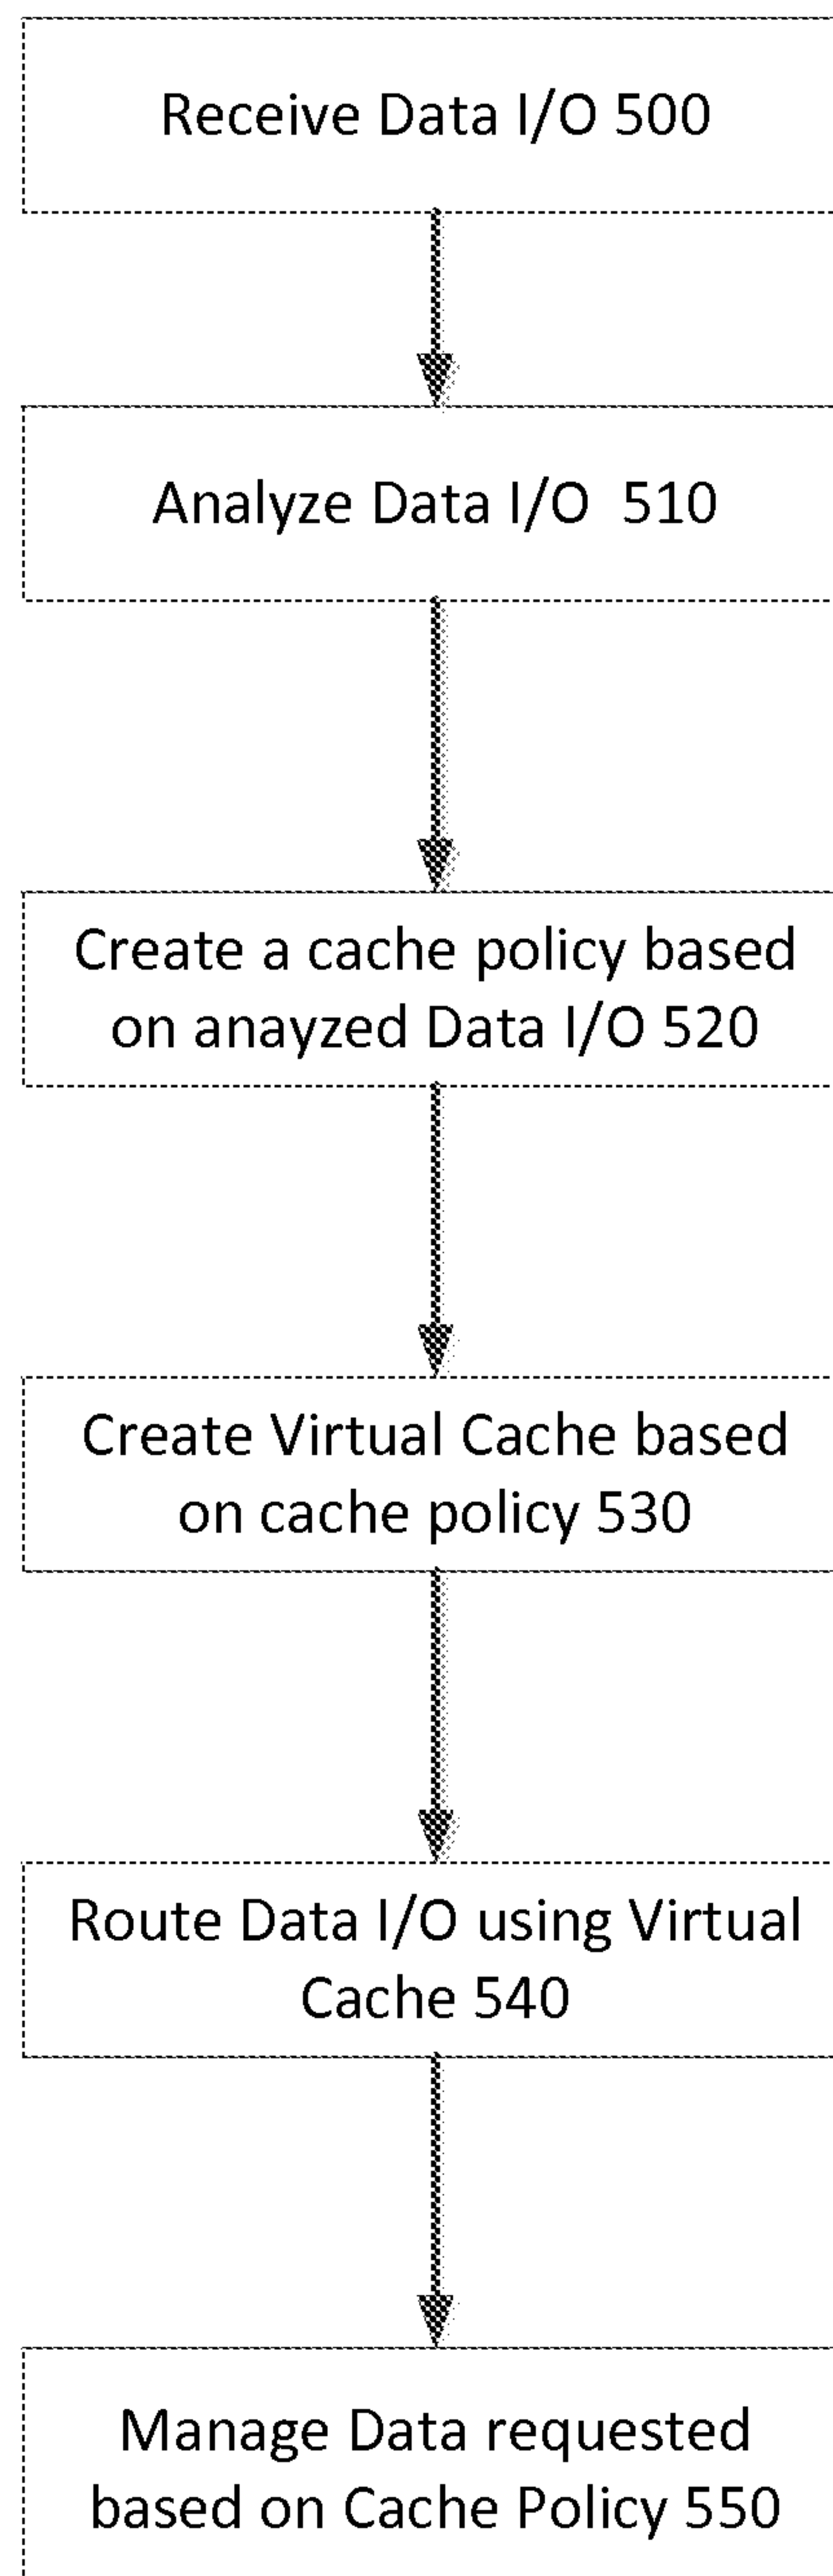 Receive Data I/O 500
Analyze Data I/O 510
Create a cache policy based
on anayzed Data I/O 520
Create Virtual Cache based
on cache policy 530
Route Data I/O using Virtual
Cache 540
Manage Data requested
based on Cache Policy 550